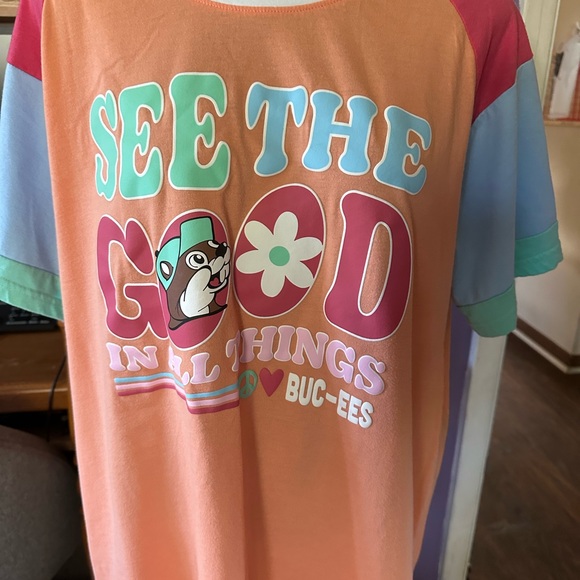 SEE THE
GOOD
IN ALL THINGS
BUC-EES